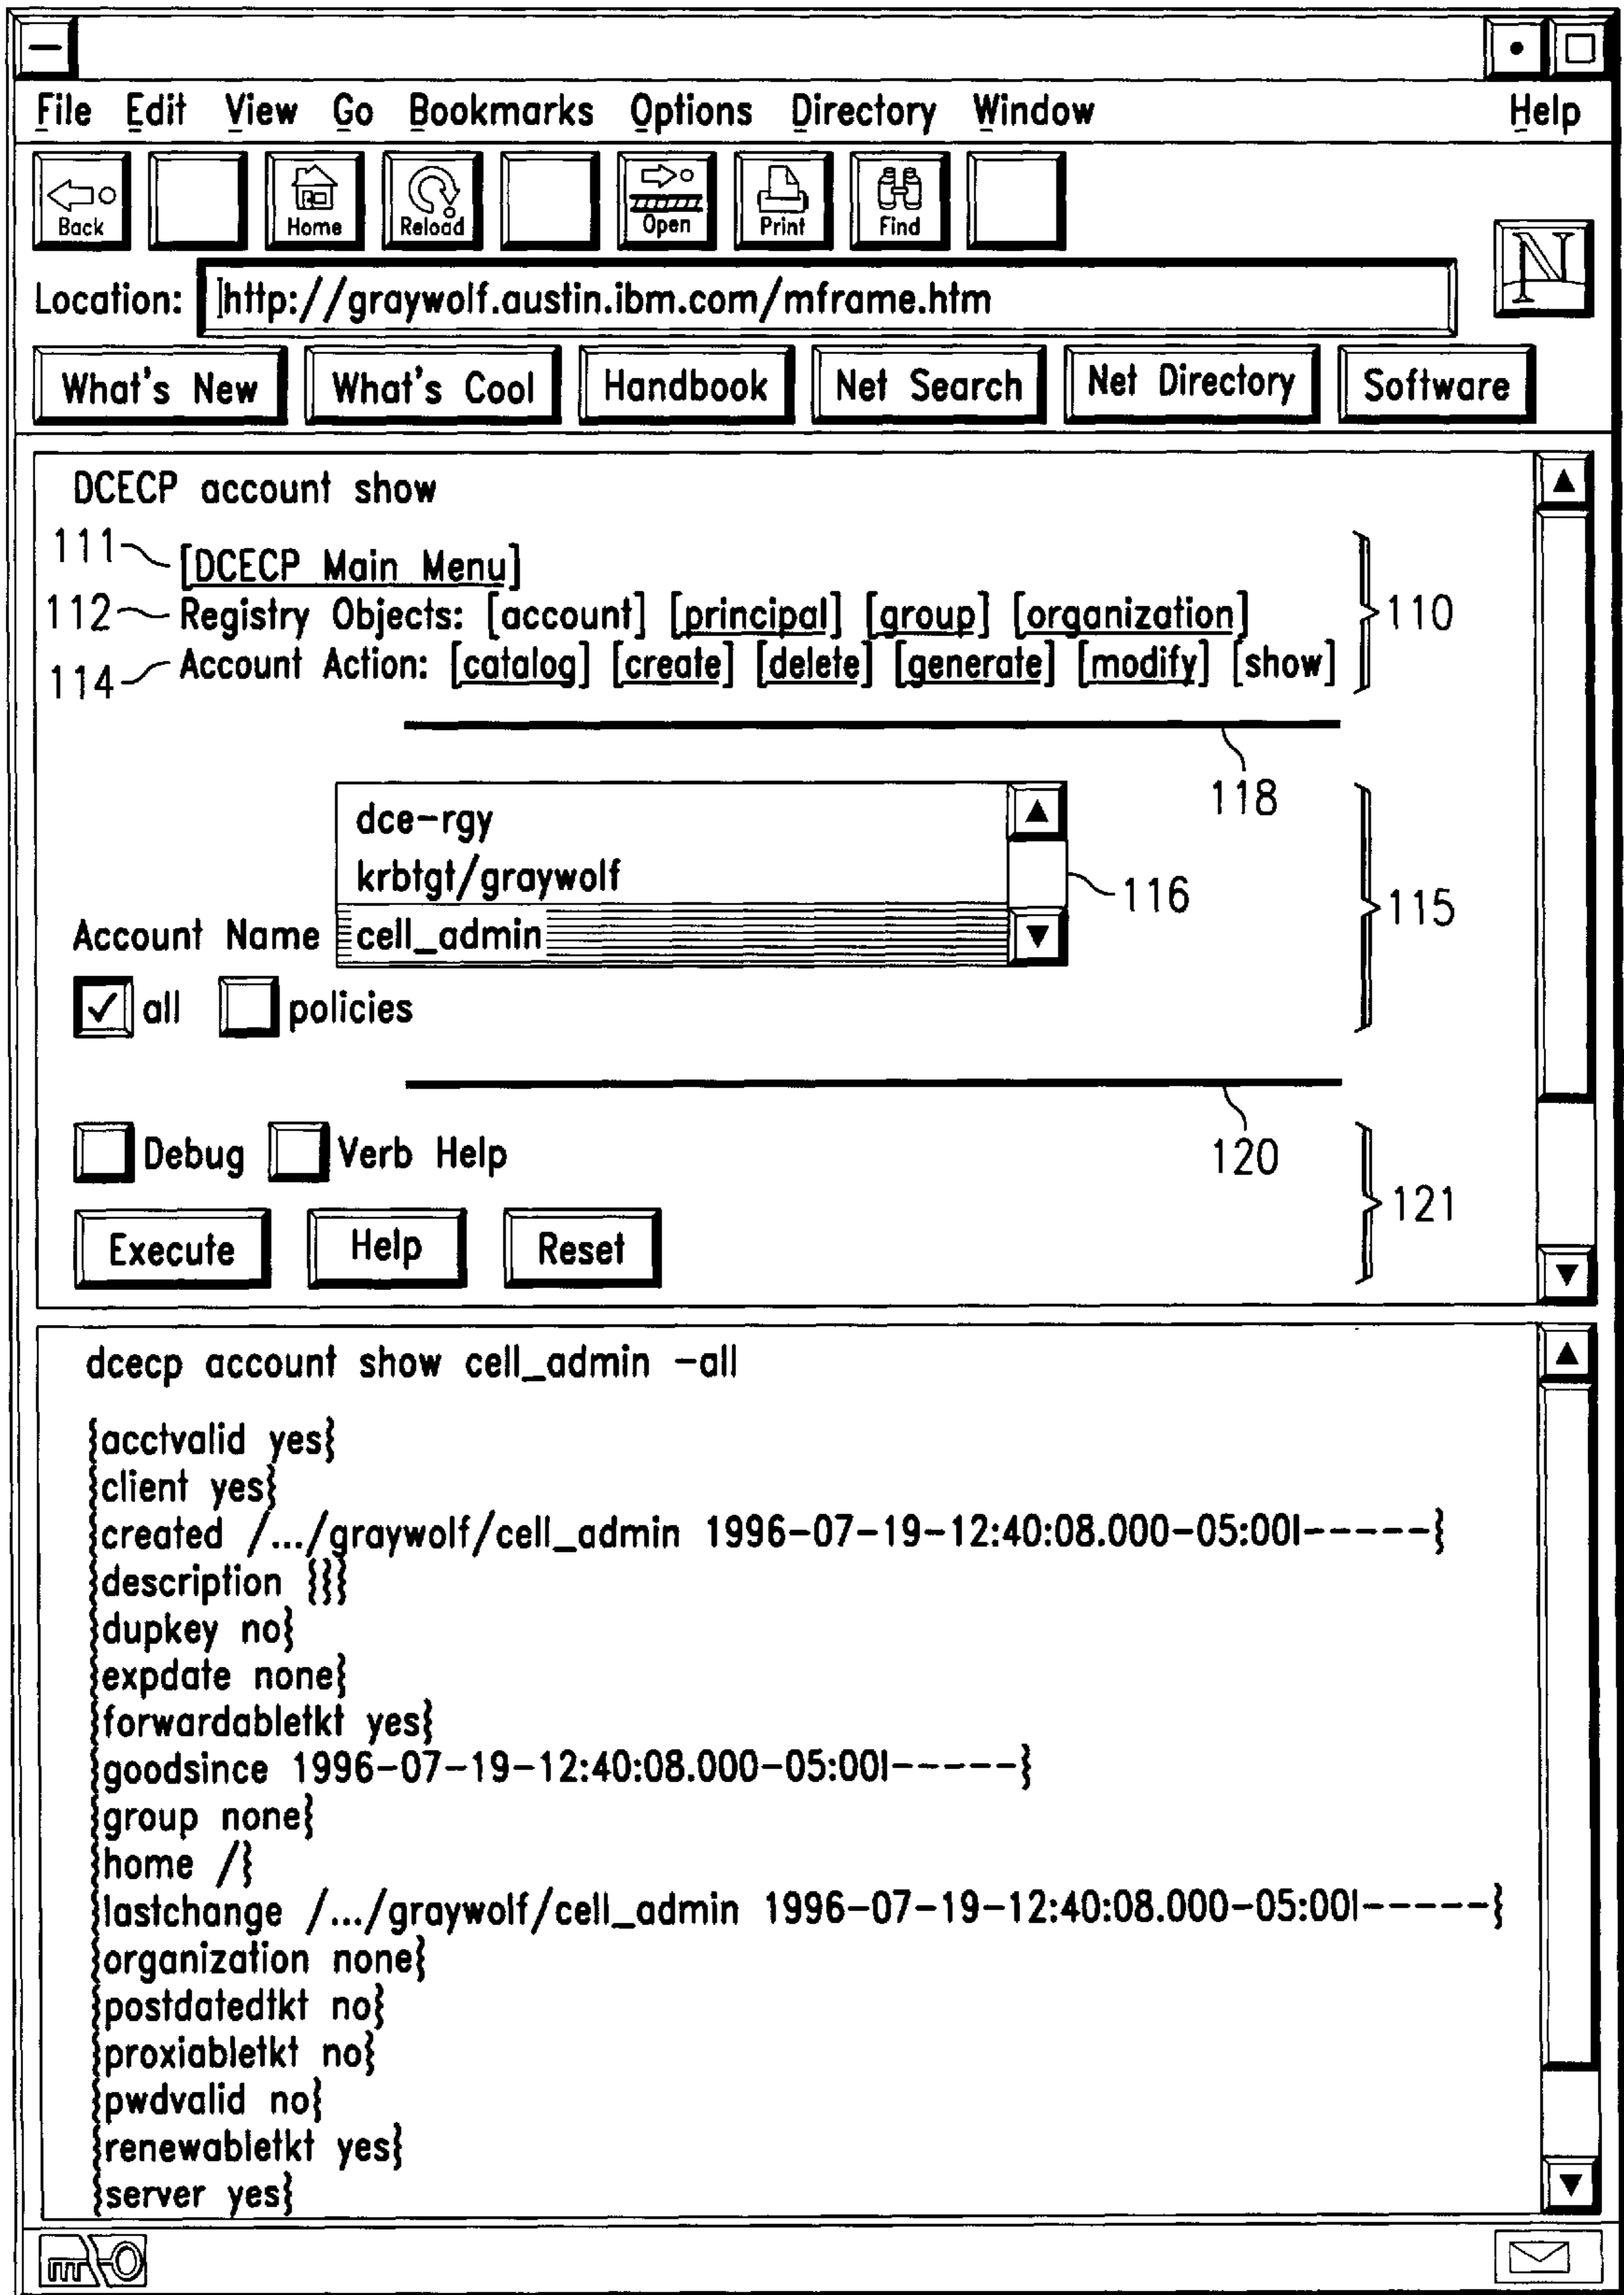 File Edit View Go Bookmarks Options Directory Window Help
Back Home Reload Open Print Find
N
Location: http://graywolf.austin.ibm.com/mframe.htm
What's New What's Cool Handbook Net Search Net Directory Software
DCECP account show
111 [DCECP Main Menu]
112 Registry Objects: [account] [principal] [group] [organization] 110
114 Account Action: [catalog] [create] [delete] [generate] [modify] [show]
118
dce-rgy
krbtgt/graywolf 116
Account Name cell_admin 115
✓ all policies
120
Debug Verb Help
121
Execute Help Reset
dcecp account show cell_admin -all
{acctvalid yes{
{client yes{
{created /.../graywolf/cell_admin 1996-07-19-12:40:08.000-05:00I-----{
{description {}}
{dupkey no{
{expdate none{
{forwardabletkt yes{
{goodsince 1996-07-19-12:40:08.000-05:00I-----{
{group none{
{home /{
{lastchange /.../graywolf/cell_admin 1996-07-19-12:40:08.000-05:00I-----{
{organization none{
{postdatedtkt no{
{proxiabletkt no{
{pwdvalid no{
{renewabletkt yes{
{server yes{